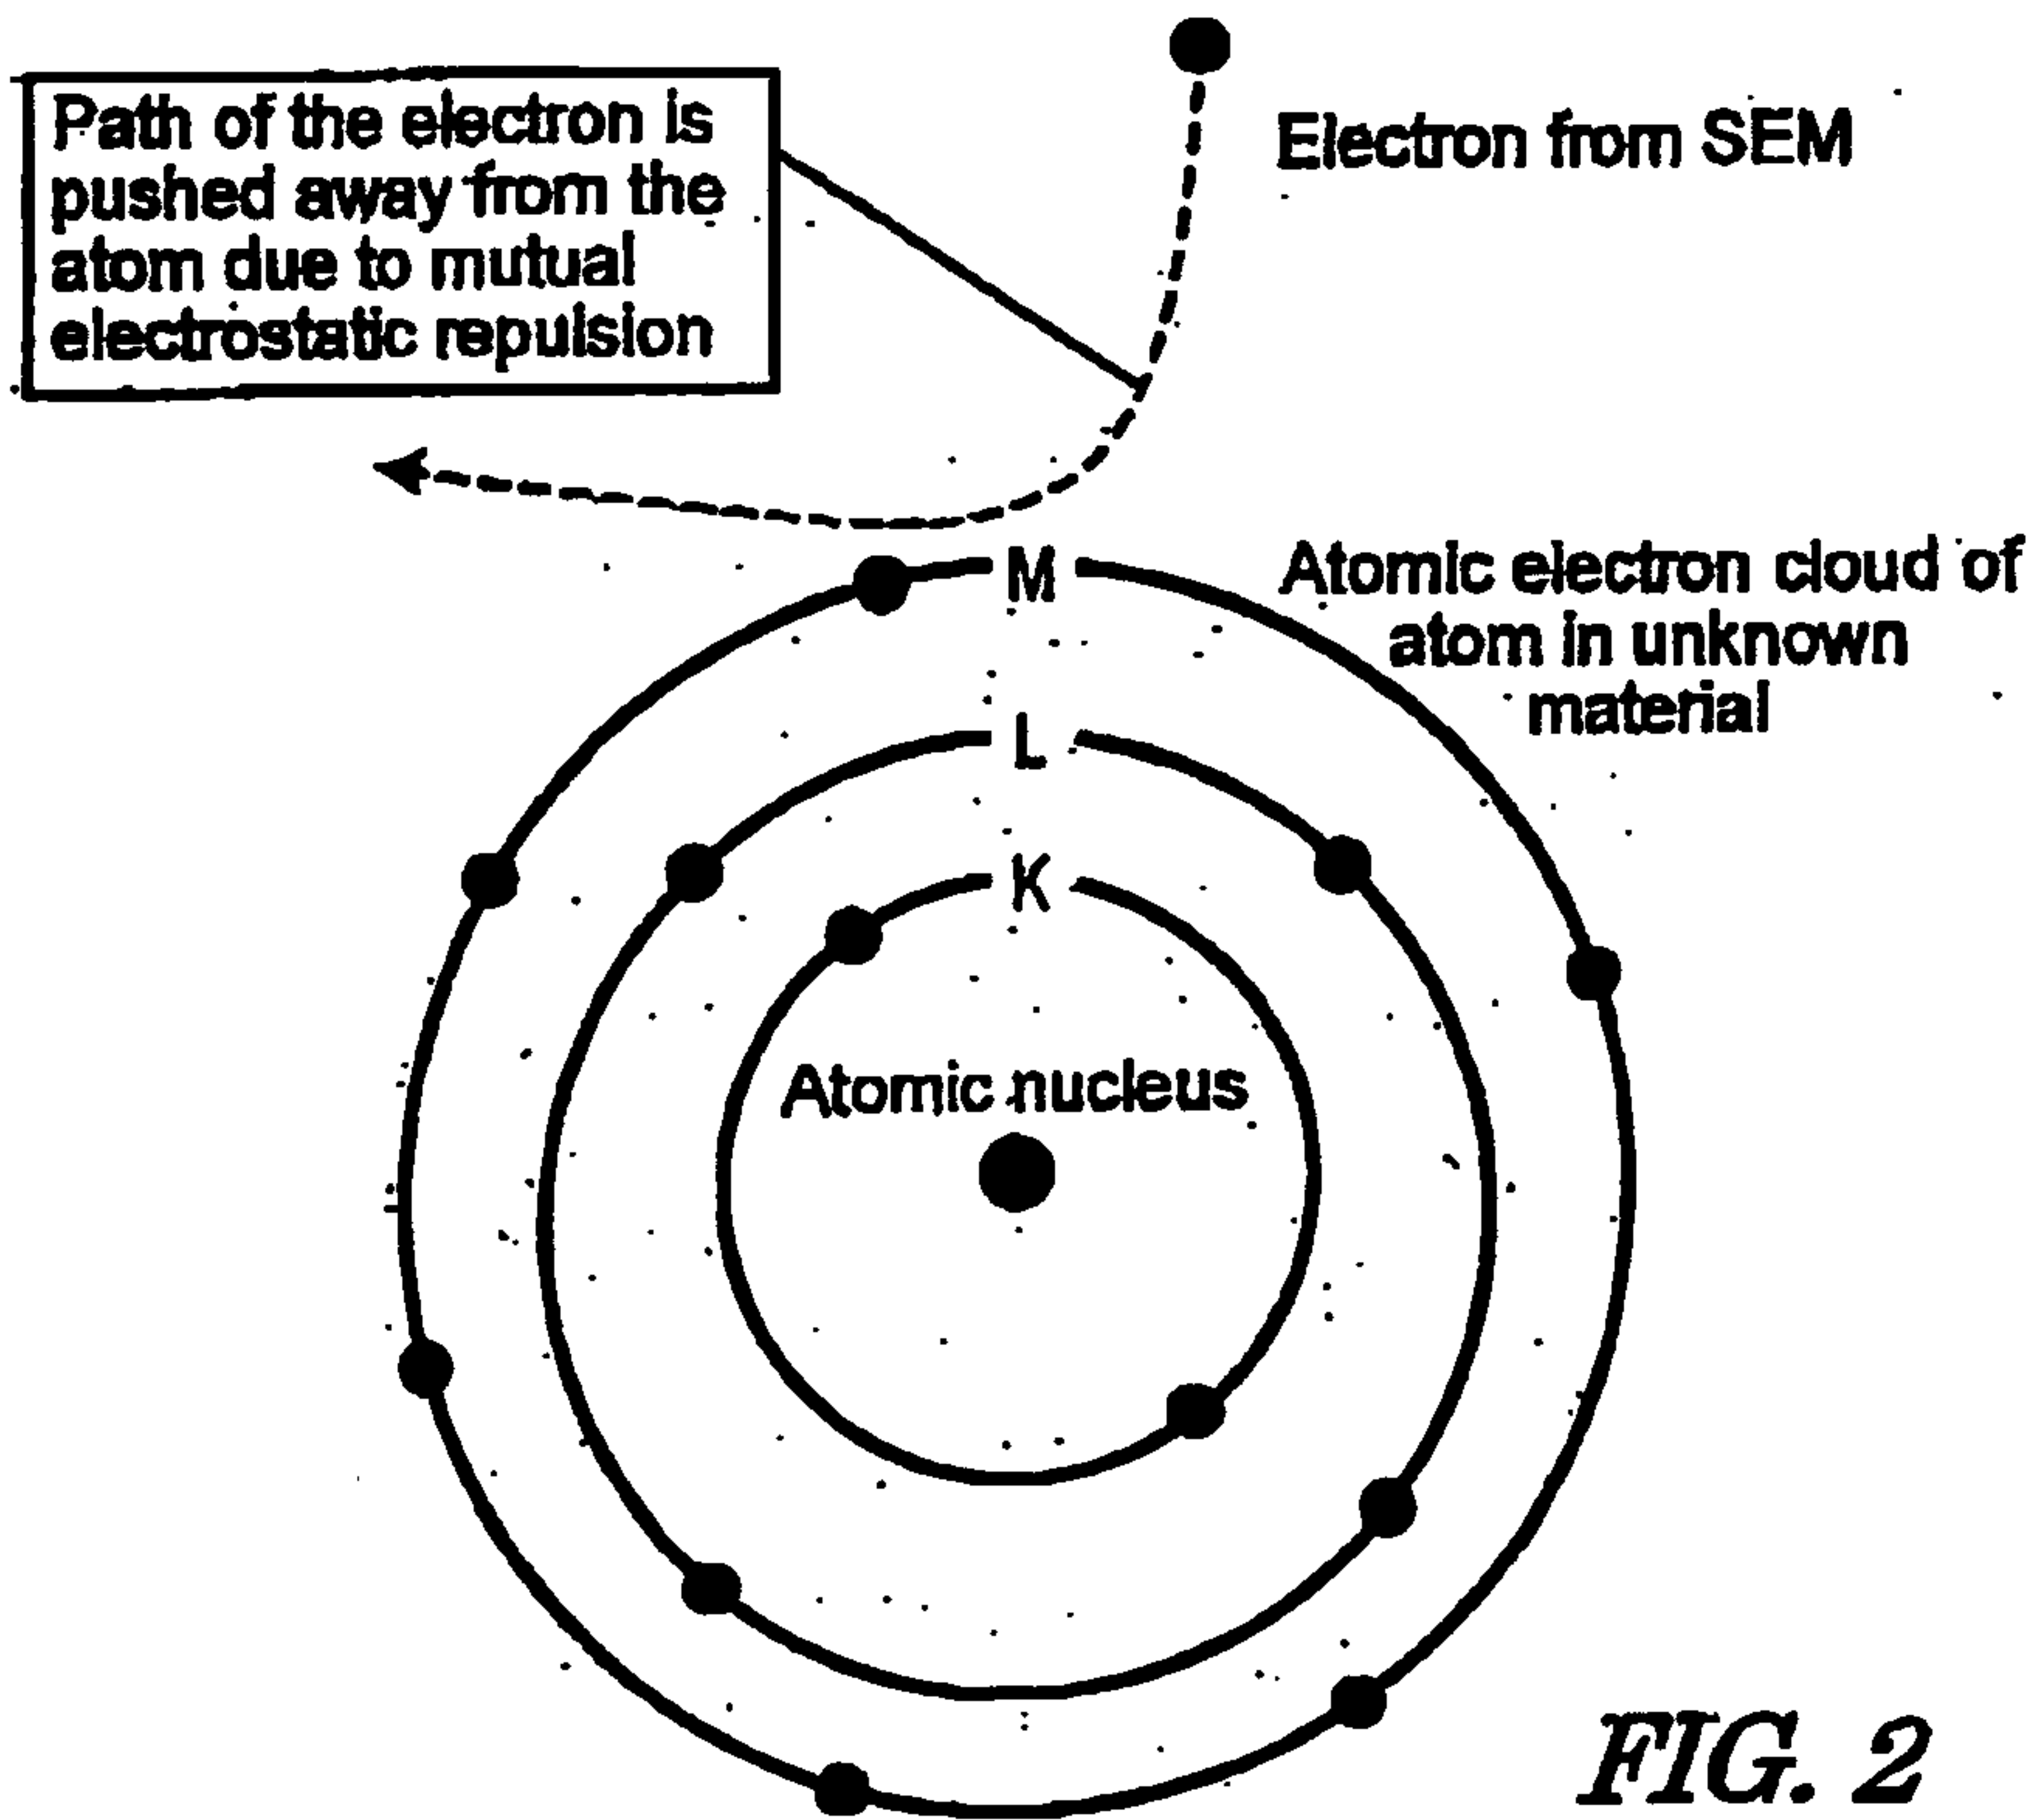 Path of the electron is
pushed away from the
atom due to mutual
electrostatic repulsion
Electron from SEM
Atomic electron cloud of
atom in unknown
material
M
L
K
Atomic nucleus
FIG. 2